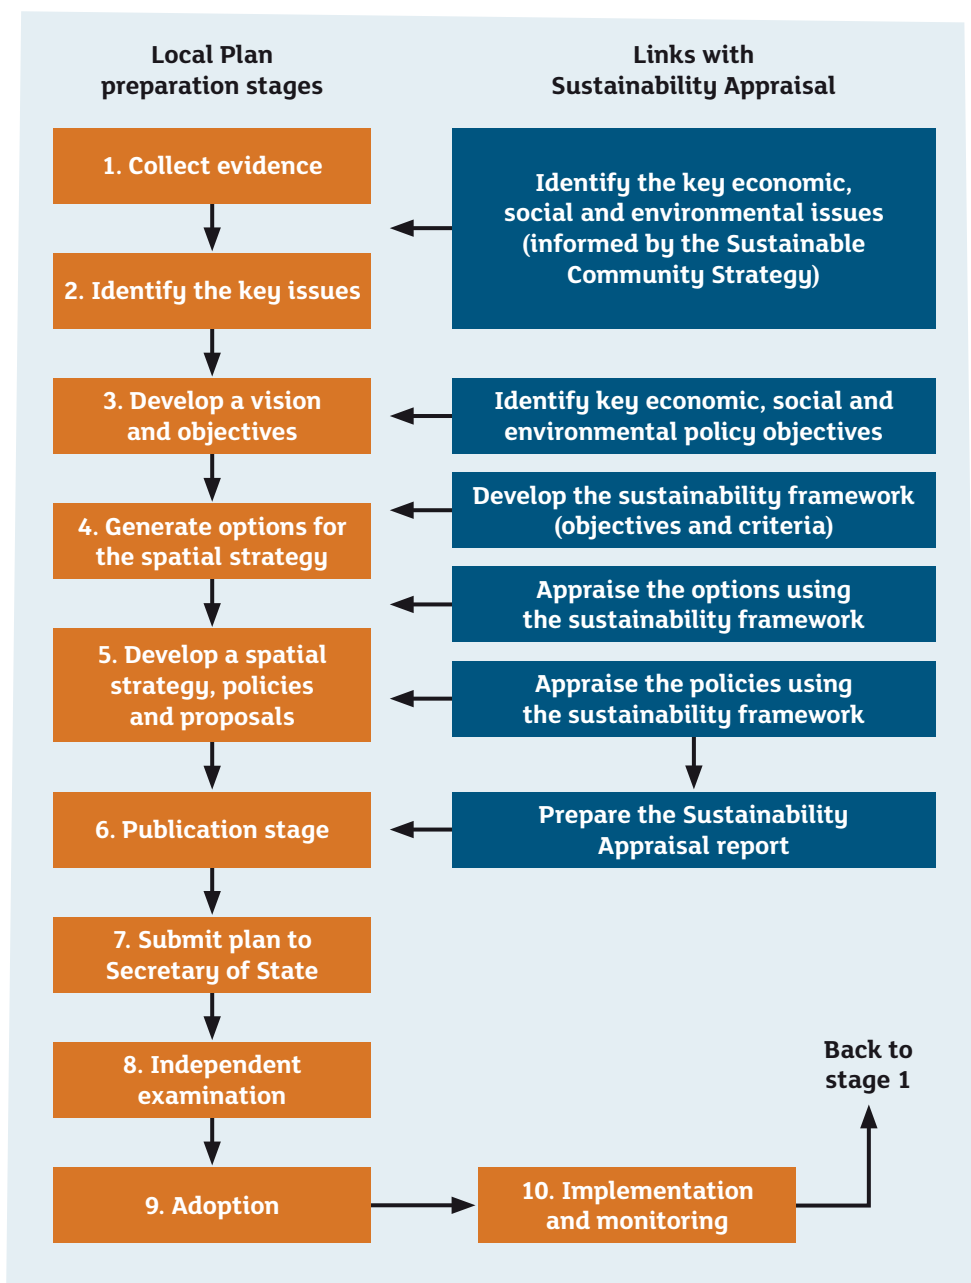 Local Plan
preparation stages
Links with
Sustainability Appraisal
1. Collect evidence
Identify the key economic,
social and environmental issues
(informed by the Sustainable
Community Strategy)
2. Identify the key issues
3. Develop a vision
and objectives
Identify key economic, social and
environmental policy objectives
Develop the sustainability framework
(objectives and criteria)
4. Generate options for
the spatial strategy
Appraise the options using
the sustainability framework
5. Develop a spatial
strategy, policies
and proposals
Appraise the policies using
the sustainability framework
6. Publication stage
Prepare the Sustainability
Appraisal report
7. Submit plan to
Secretary of State
8. Independent
examination
Back to
stage 1
9. Adoption
10. Implementation
and monitoring